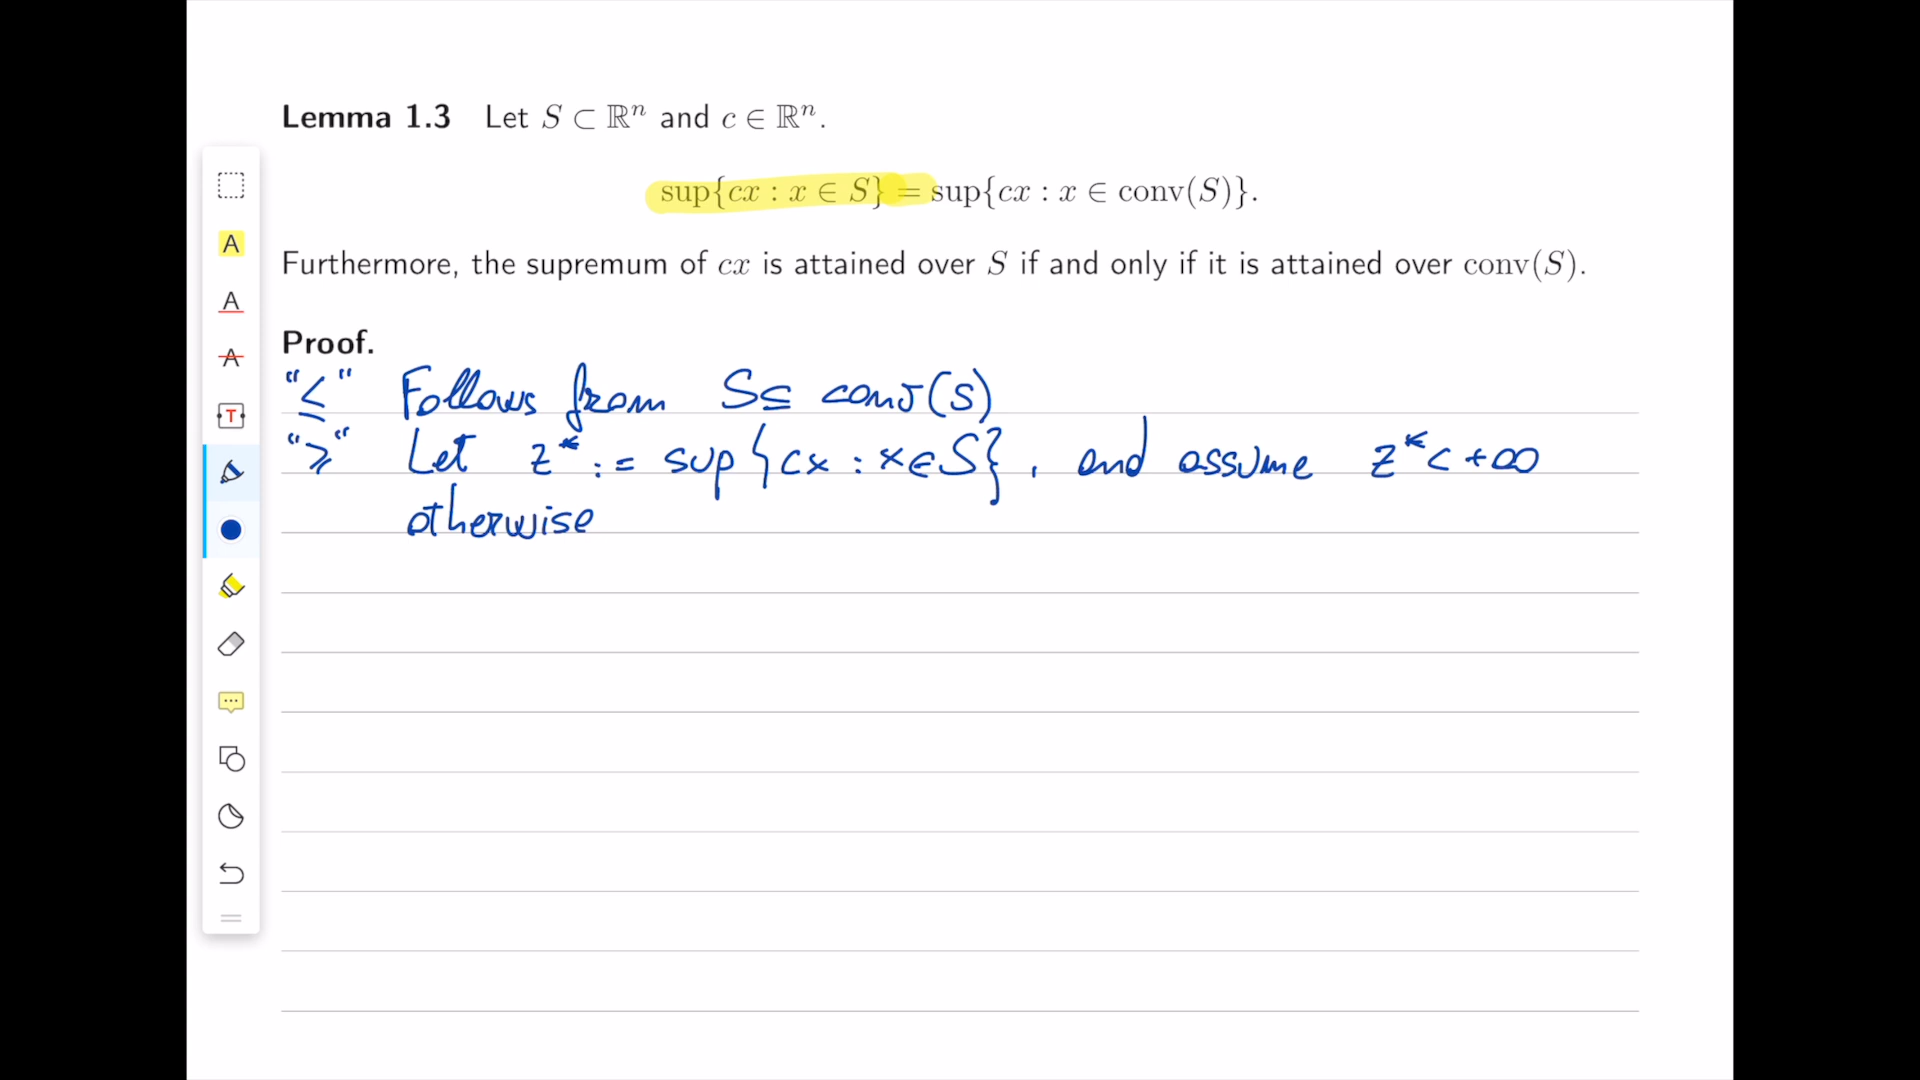 Lemma 1.3 Let S ⊂ ℝⁿ and c ∈ ℝⁿ.
sup{cx : x ∈ S} = sup{cx : x ∈ conv(S)}.
Furthermore, the supremum of cx is attained over S if and only if it is attained over conv(S).
Proof.
"≤" Follows from S ⊆ conv(S)
"≥" Let z* := sup{cx : x ∈ S}, and assume z* < +∞
otherwise
A
A
A
T